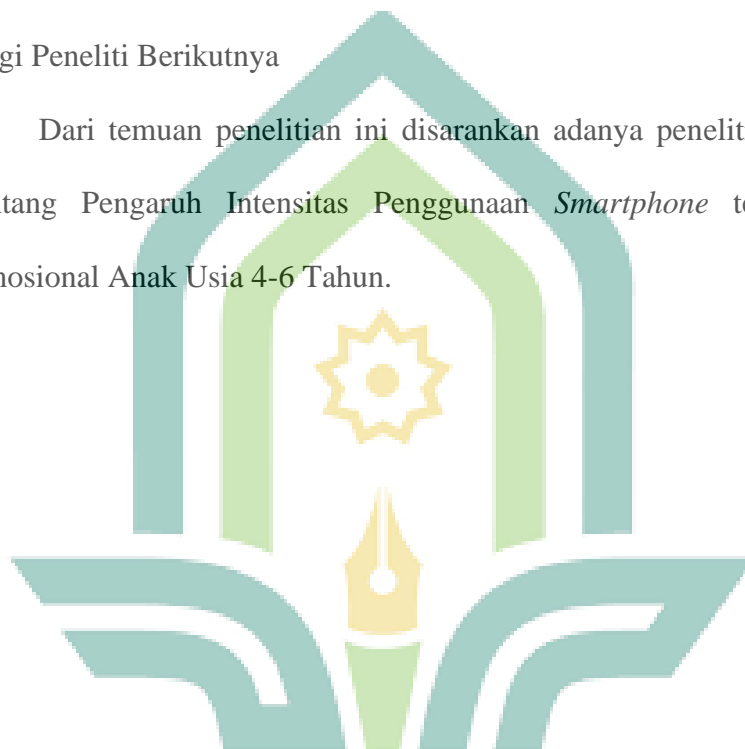 gi Peneliti Berikutnya
Dari temuan penelitian ini disarankan adanya penelit
tang Pengaruh Intensitas Penggunaan Smartphone te
nosional Anak Usia 4-6 Tahun.